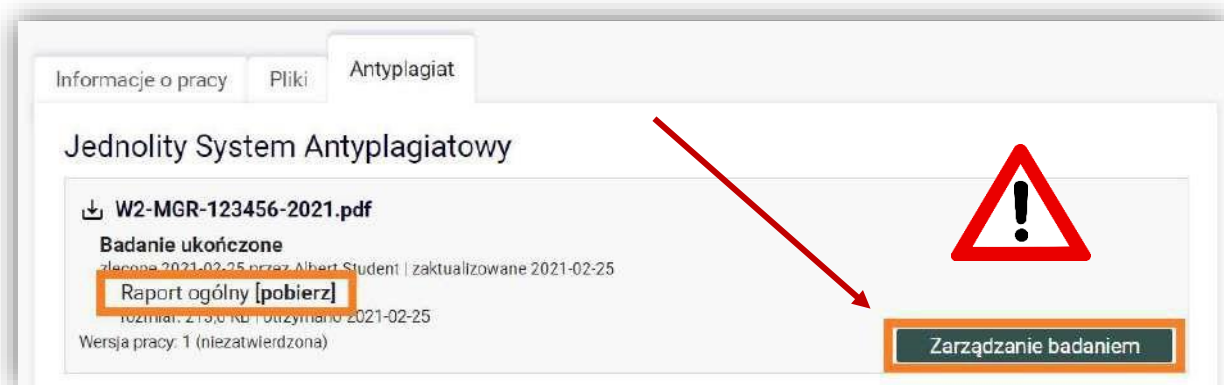 Informacje o pracy Pliki Antyplagiat
Jednolity System Antyplagiatowy
W2-MGR-123456-2021.pdf
Badanie ukończone
zlecone 2021-02-25 przez Albert Student | zaktualizowane 2021-02-25
Raport ogólny [pobierz]
rozmiar: 215,0 KB | otrzymano 2021-02-25
Wersja pracy: 1 (niezatwierdzona)
Zarządzanie badaniem